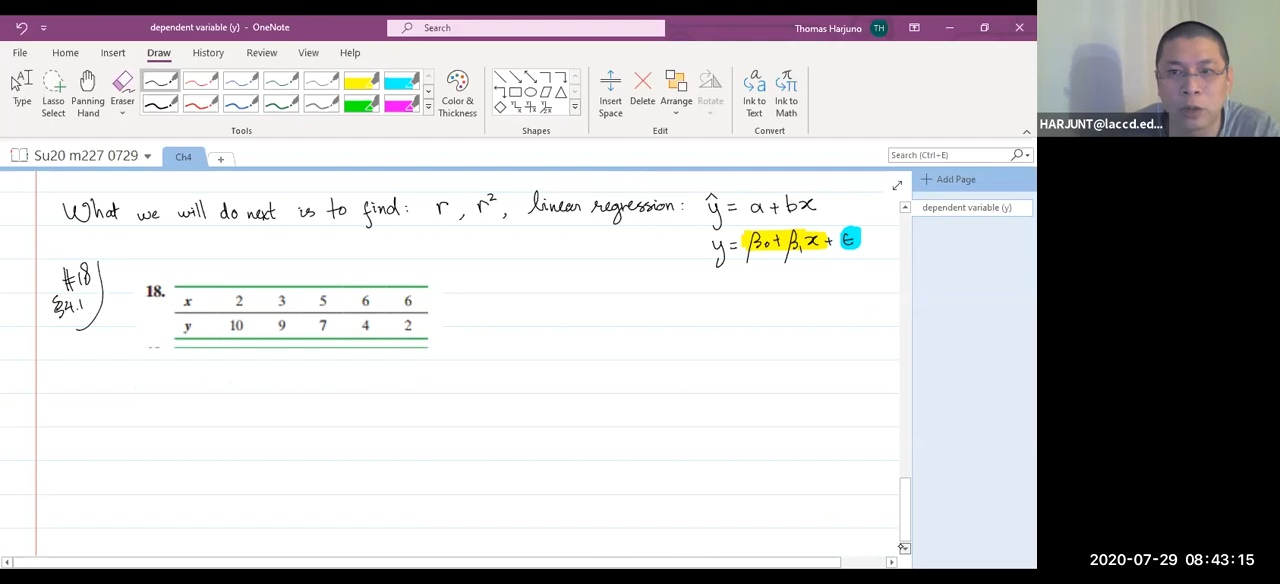 dependent variable (y) - OneNote
Search
Thomas Harjuno
TH
File Home Insert Draw History Review View Help
Type
Lasso Select
Panning Hand
Eraser
Color & Thickness
Insert Space
Delete
Arrange
Rotate
Ink to Text
Ink to Math
Tools
Shapes
Edit
Convert
HARJUNT@laccd.ed...
Su20 m227 0729
Ch4
Search (Ctrl+E)
Add Page
dependent variable (y)
What we will do next is to find: r, r², linear regression: ŷ = a + bx
y = β₀ + β₁x + ϵ
#18
§4.1
18.
x 2 3 5 6 6
y 10 9 7 4 2
2020-07-29 08:43:15